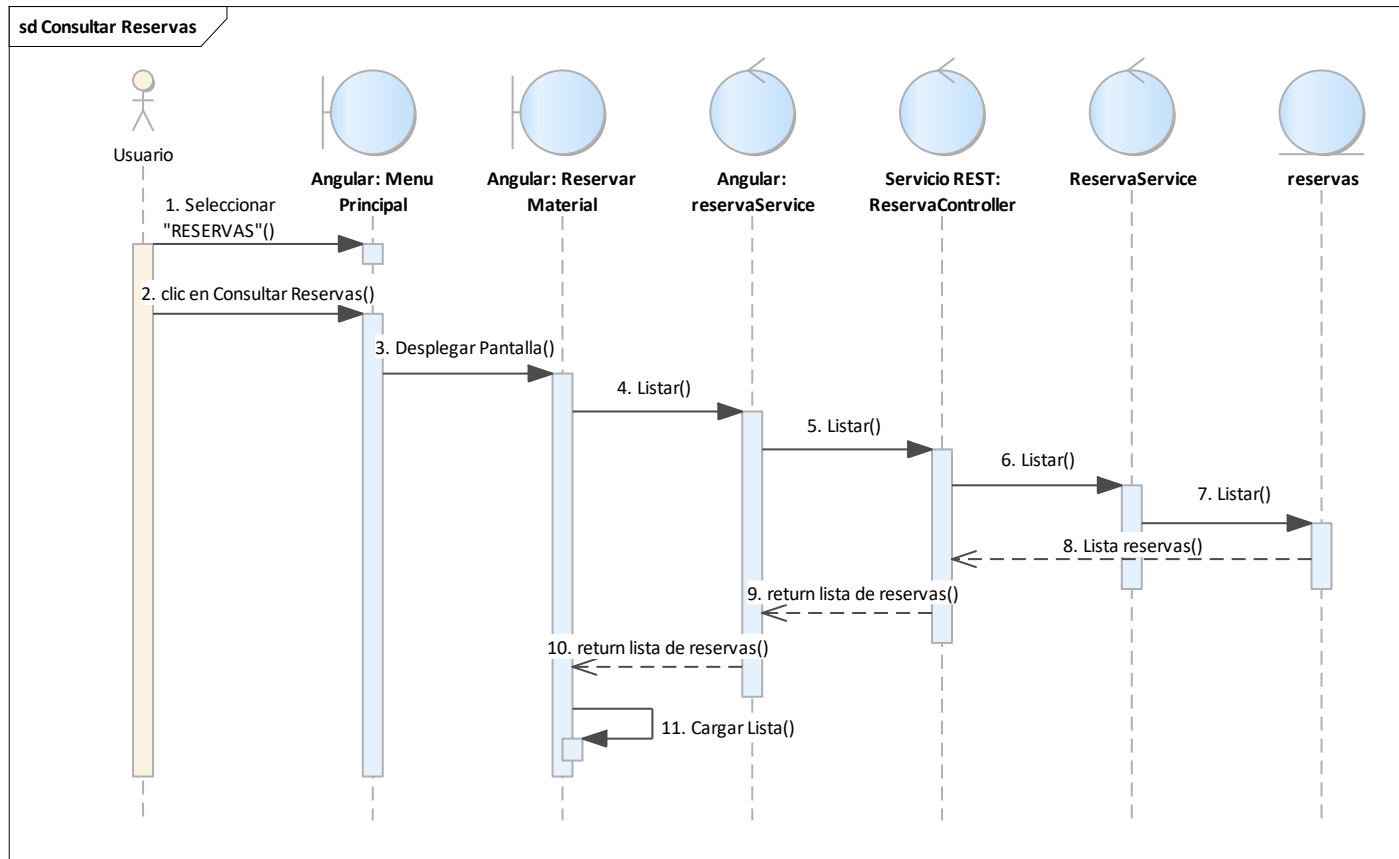 sd Consultar Reservas
Usuario
Angular: Menu
Principal
Angular: Reservar
Material
Angular:
reservaService
Servicio REST:
ReservaController
ReservaService
reservas
1. Seleccionar
"RESERVAS"()
2. clic en Consultar Reservas()
3. Desplegar Pantalla()
4. Listar()
5. Listar()
6. Listar()
7. Listar()
8. Lista reservas()
9. return lista de reservas()
10. return lista de reservas()
11. Cargar Lista()